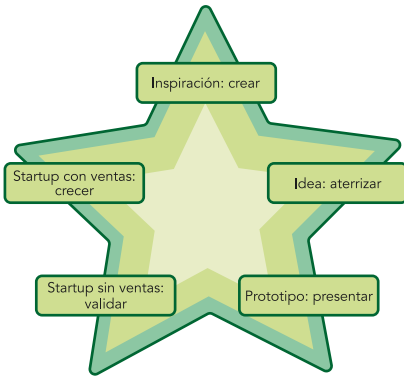 Inspiración: crear
Idea: aterrizar
Prototipo: presentar
Startup sin ventas:
validar
Startup con ventas:
crecer